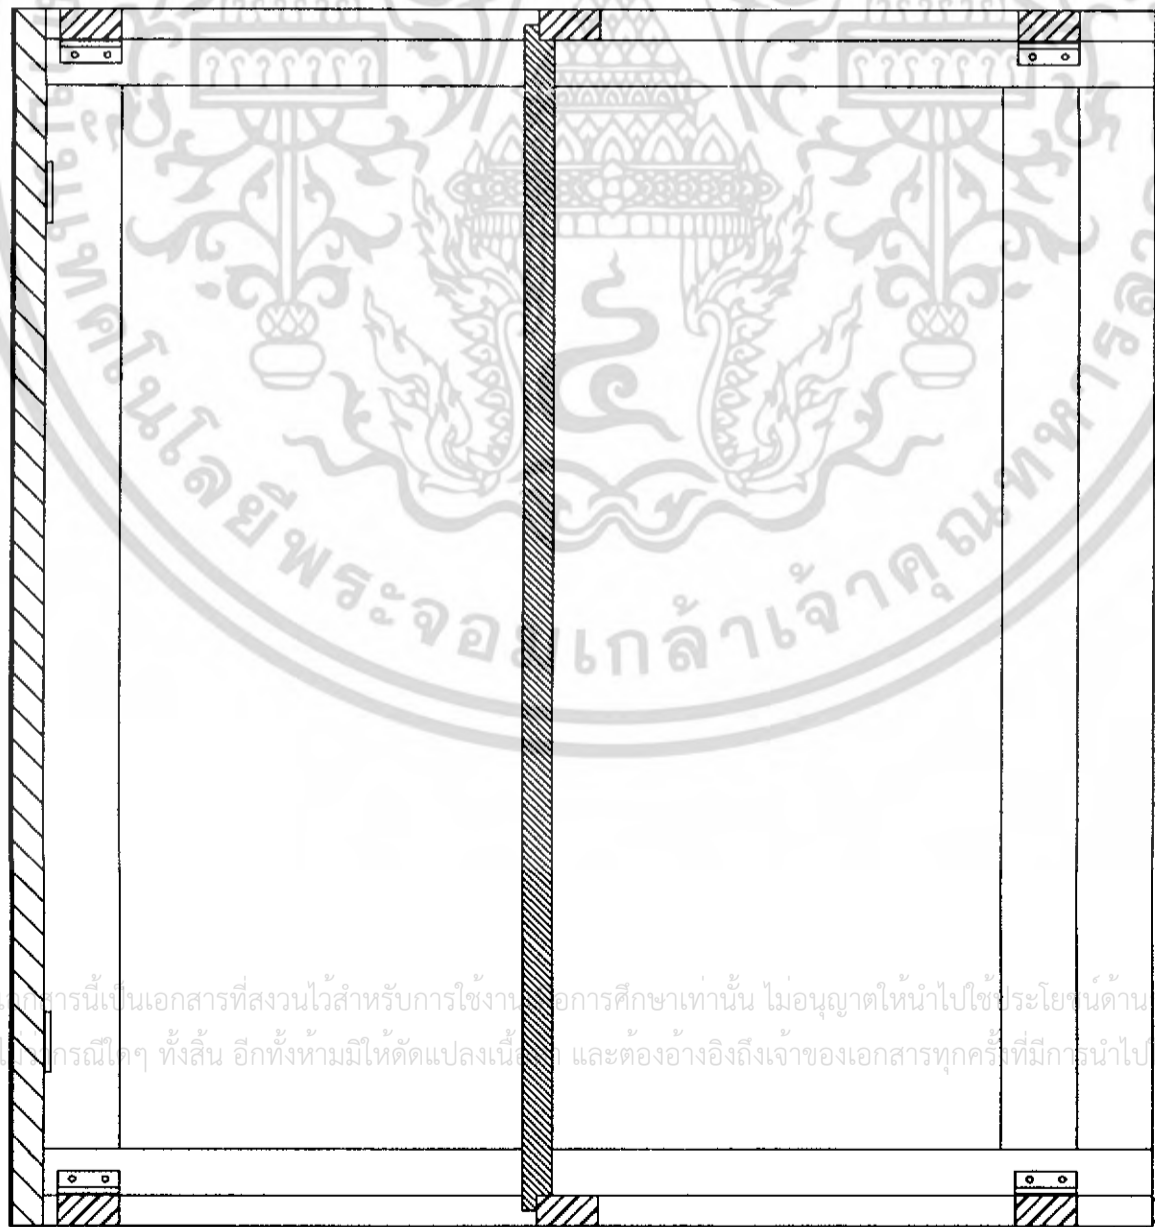 คโนโลยีพระจอมเกล้าเจ้าคุณทหารลา
เอกสารนี้เป็นเอกสารที่สงวนไว้สำหรับการใช้งานเพื่อการศึกษาเท่านั้น ไม่อนุญาตให้นำไปใช้ประโยชน์ด้าน
กรณีใดๆ ทั้งสิ้น อีกทั้งห้ามมิให้ดัดแปลงเนื้อหา และต้องอ้างอิงถึงเจ้าของเอกสารทุกครั้งที่มีการนำไป